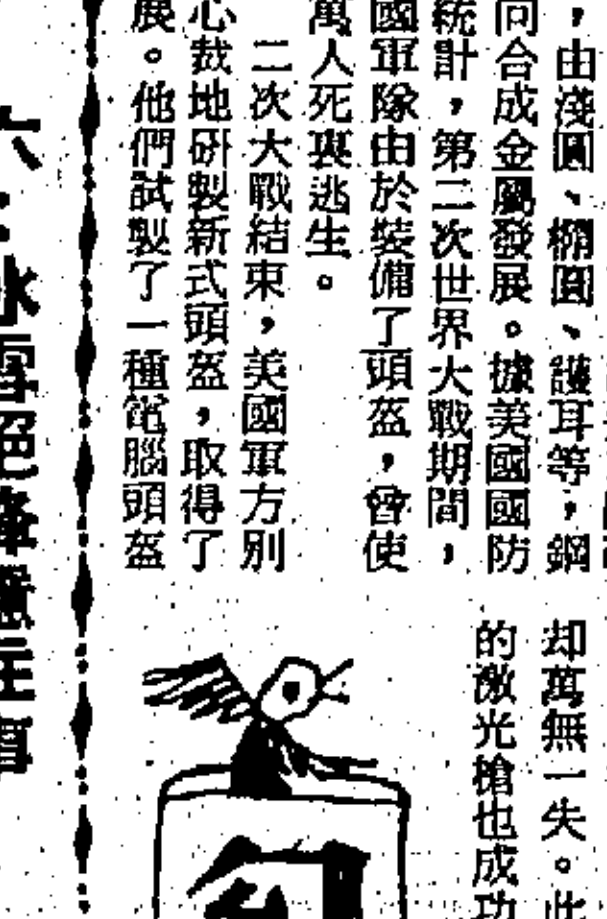 ，由淺圓、橢圓、護耳等，鋼
向合成金屬發展。據美國國防
統計，第二次世界大戰期間，
國軍隊由於裝備了頭盔，曾使
萬人死裏逃生。
二次大戰結束，美國軍方別
心裁地研製新式頭盔，取得了
展。他們試製了一種電腦頭盔
却萬無一失。此
的激光槍也成功